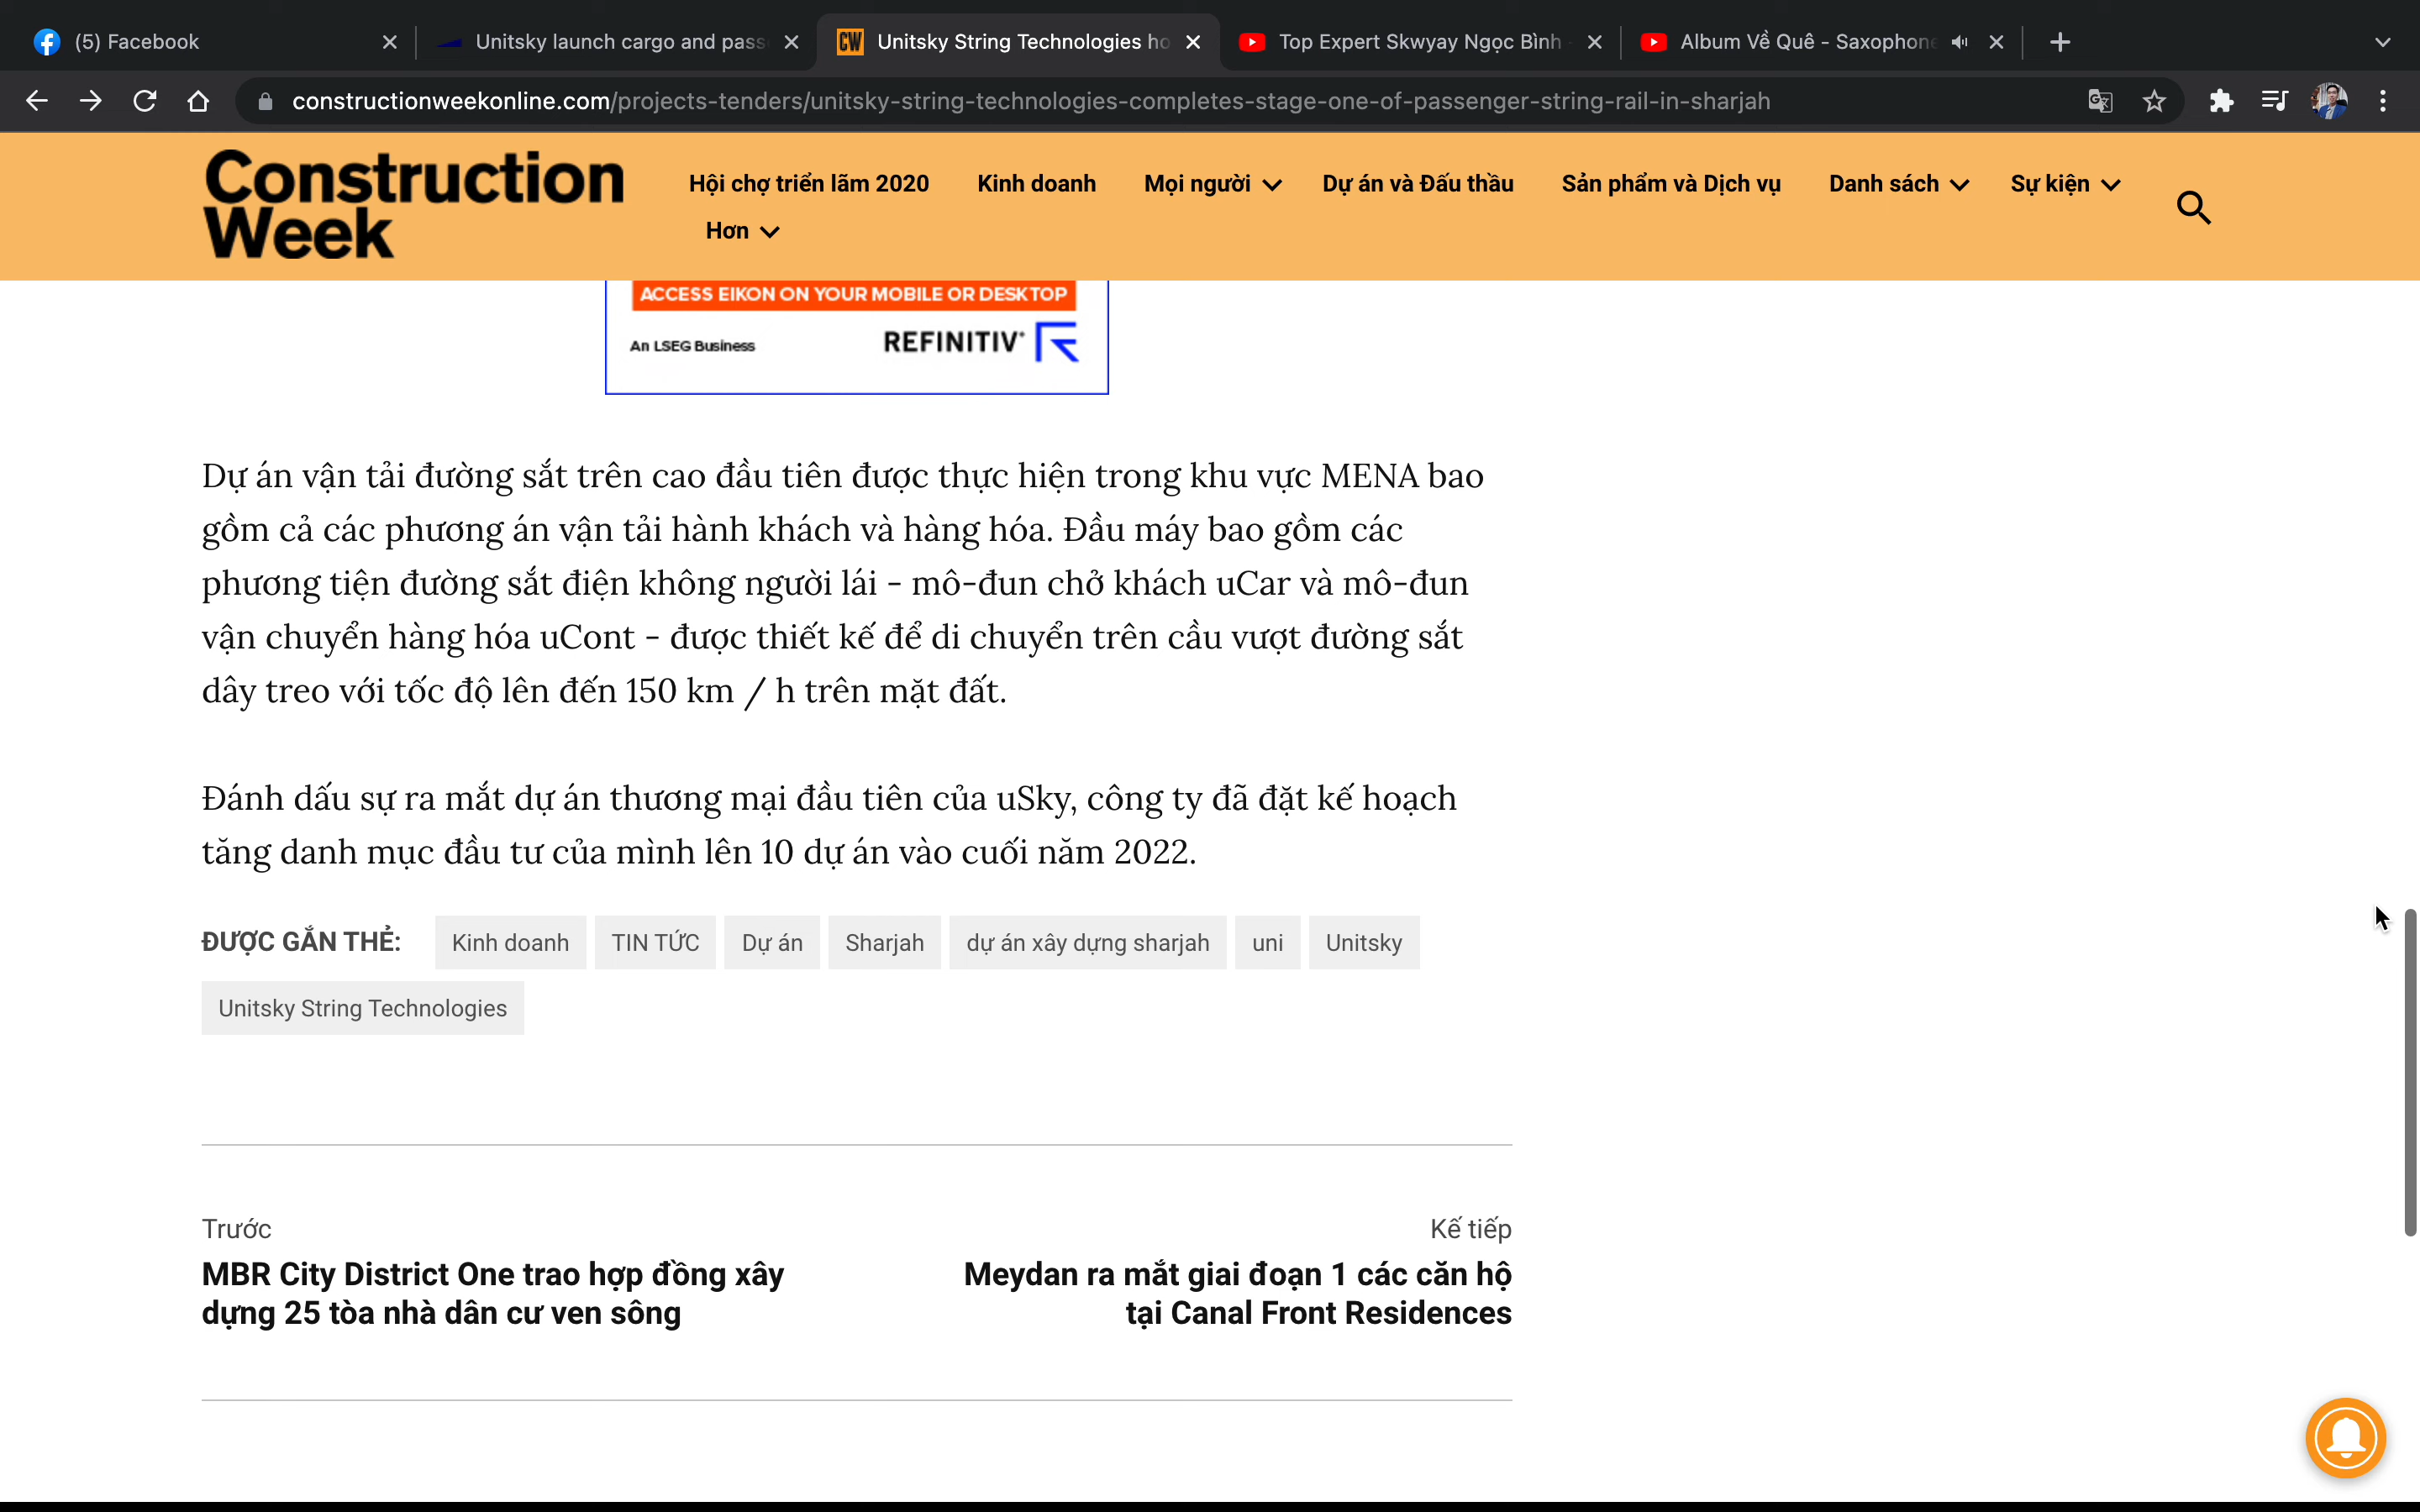 (5) Facebook
Unitsky launch cargo and pass
Unitsky String Technologies ho
Top Expert Skwyay Ngọc Bình
Album Về Quê - Saxophone
constructionweekonline.com/projects-tenders/unitsky-string-technologies-completes-stage-one-of-passenger-string-rail-in-sharjah
Construction
Week
Hội chợ triển lãm 2020 Kinh doanh Mọi người Dự án và Đấu thầu Sản phẩm và Dịch vụ Danh sách Sự kiện
Hơn
ACCESS EIKON ON YOUR MOBILE OR DESKTOP
An LSEG Business REFINITIV
Dự án vận tải đường sắt trên cao đầu tiên được thực hiện trong khu vực MENA bao
gồm cả các phương án vận tải hành khách và hàng hóa. Đầu máy bao gồm các
phương tiện đường sắt điện không người lái - mô-đun chở khách uCar và mô-đun
vận chuyển hàng hóa uCont - được thiết kế để di chuyển trên cầu vượt đường sắt
dây treo với tốc độ lên đến 150 km / h trên mặt đất.
Đánh dấu sự ra mắt dự án thương mại đầu tiên của uSky, công ty đã đặt kế hoạch
tăng danh mục đầu tư của mình lên 10 dự án vào cuối năm 2022.
ĐƯỢC GẮN THẺ: Kinh doanh TIN TỨC Dự án Sharjah dự án xây dựng sharjah uni Unitsky
Unitsky String Technologies
Trước
MBR City District One trao hợp đồng xây
dựng 25 tòa nhà dân cư ven sông
Kế tiếp
Meydan ra mắt giai đoạn 1 các căn hộ
tại Canal Front Residences